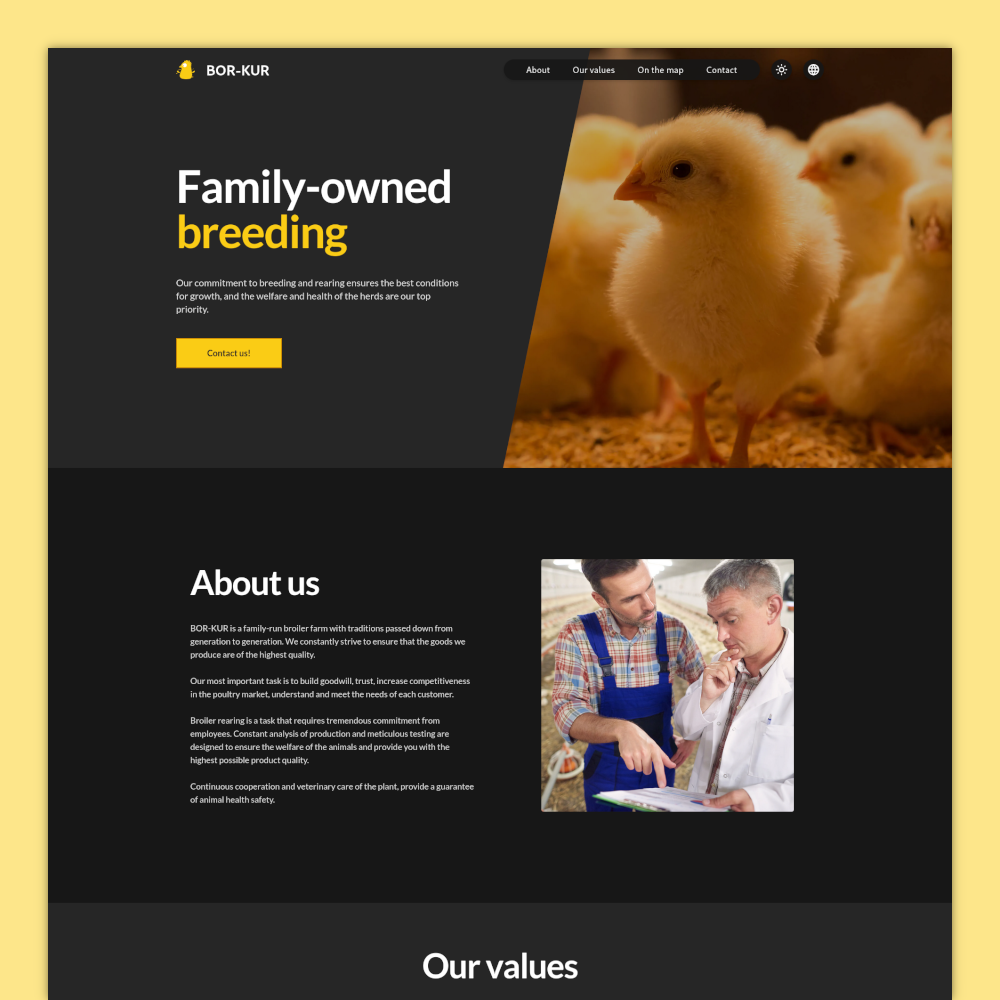 BOR-KUR
About Our values On the map Contact
Family-owned
breeding
Our commitment to breeding and rearing ensures the best conditions
for growth, and the welfare and health of the herds are our top
priority.
Contact us!
About us
BOR-KUR is a family-run broiler farm with traditions passed down from
generation to generation. We constantly strive to ensure that the goods we
produce are of the highest quality.
Our most important task is to build goodwill, trust, increase competitiveness
in the poultry market, understand and meet the needs of each customer.
Broiler rearing is a task that requires tremendous commitment from
employees. Constant analysis of production and meticulous testing are
designed to ensure the welfare of the animals and provide you with the
highest possible product quality.
Continuous cooperation and veterinary care of the plant, provide a guarantee
of animal health safety.
Our values